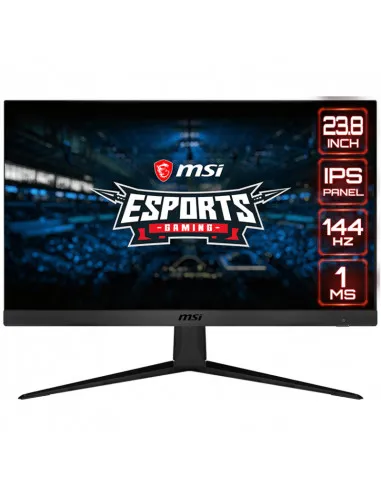 msi
ESPORTS
GAMING
23.8
INCH
IPS
PANEL
144
HZ
1
MS
msi